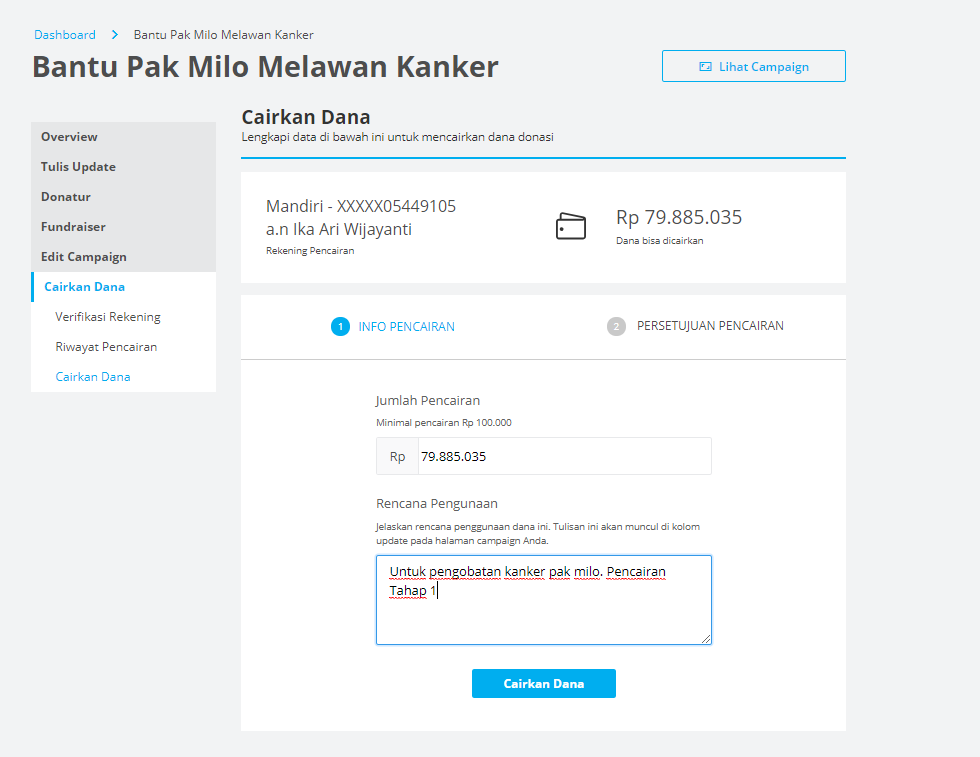 Dashboard > Bantu Pak Milo Melawan Kanker
Bantu Pak Milo Melawan Kanker
Lihat Campaign
Overview
Tulis Update
Donatur
Fundraiser
Edit Campaign
Cairkan Dana
Verifikasi Rekening
Riwayat Pencairan
Cairkan Dana
Cairkan Dana
Lengkapi data di bawah ini untuk mencairkan dana donasi
Mandiri - XXXXX05449105
a.n Ika Ari Wijayanti
Rekening Pencairan
Rp 79.885.035
Dana bisa dicairkan
1 INFO PENCAIRAN
2 PERSETUJUAN PENCAIRAN
Jumlah Pencairan
Minimal pencairan Rp 100.000
Rp 79.885.035
Rencana Pengunaan
Jelaskan rencana penggunaan dana ini. Tulisan ini akan muncul di kolom
update pada halaman campaign Anda.
Untuk pengobatan kanker pak milo. Pencairan
Tahap 1
Cairkan Dana